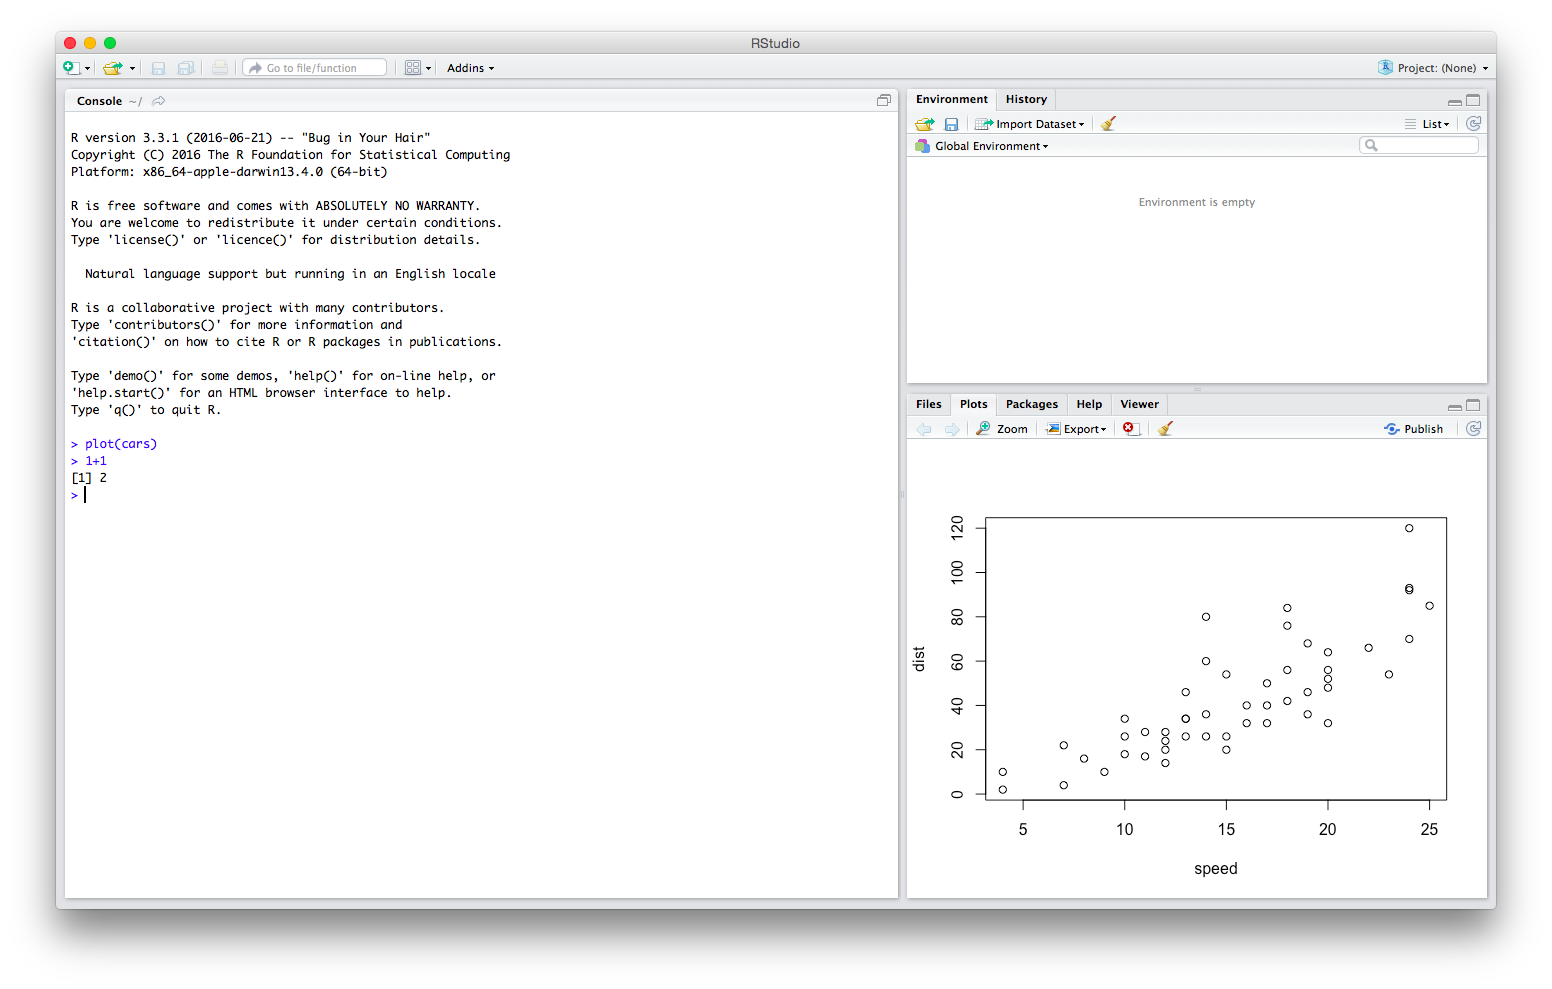 RStudio
Go to file/function
Addins
Project: (None)
Console ~/
R version 3.3.1 (2016-06-21) -- "Bug in Your Hair"
Copyright (C) 2016 The R Foundation for Statistical Computing
Platform: x86_64-apple-darwin13.4.0 (64-bit)
R is free software and comes with ABSOLUTELY NO WARRANTY.
You are welcome to redistribute it under certain conditions.
Type 'license()' or 'licence()' for distribution details.
Natural language support but running in an English locale
R is a collaborative project with many contributors.
Type 'contributors()' for more information and
'citation()' on how to cite R or R packages in publications.
Type 'demo()' for some demos, 'help()' for on-line help, or
'help.start()' for an HTML browser interface to help.
Type 'q()' to quit R.
> plot(cars)
> 1+1
[1] 2
>
Environment History
Import Dataset List
Global Environment
Environment is empty
Files Plots Packages Help Viewer
Zoom Export Publish
120
100
80
60
40
20
0
dist
5 10 15 20 25
speed